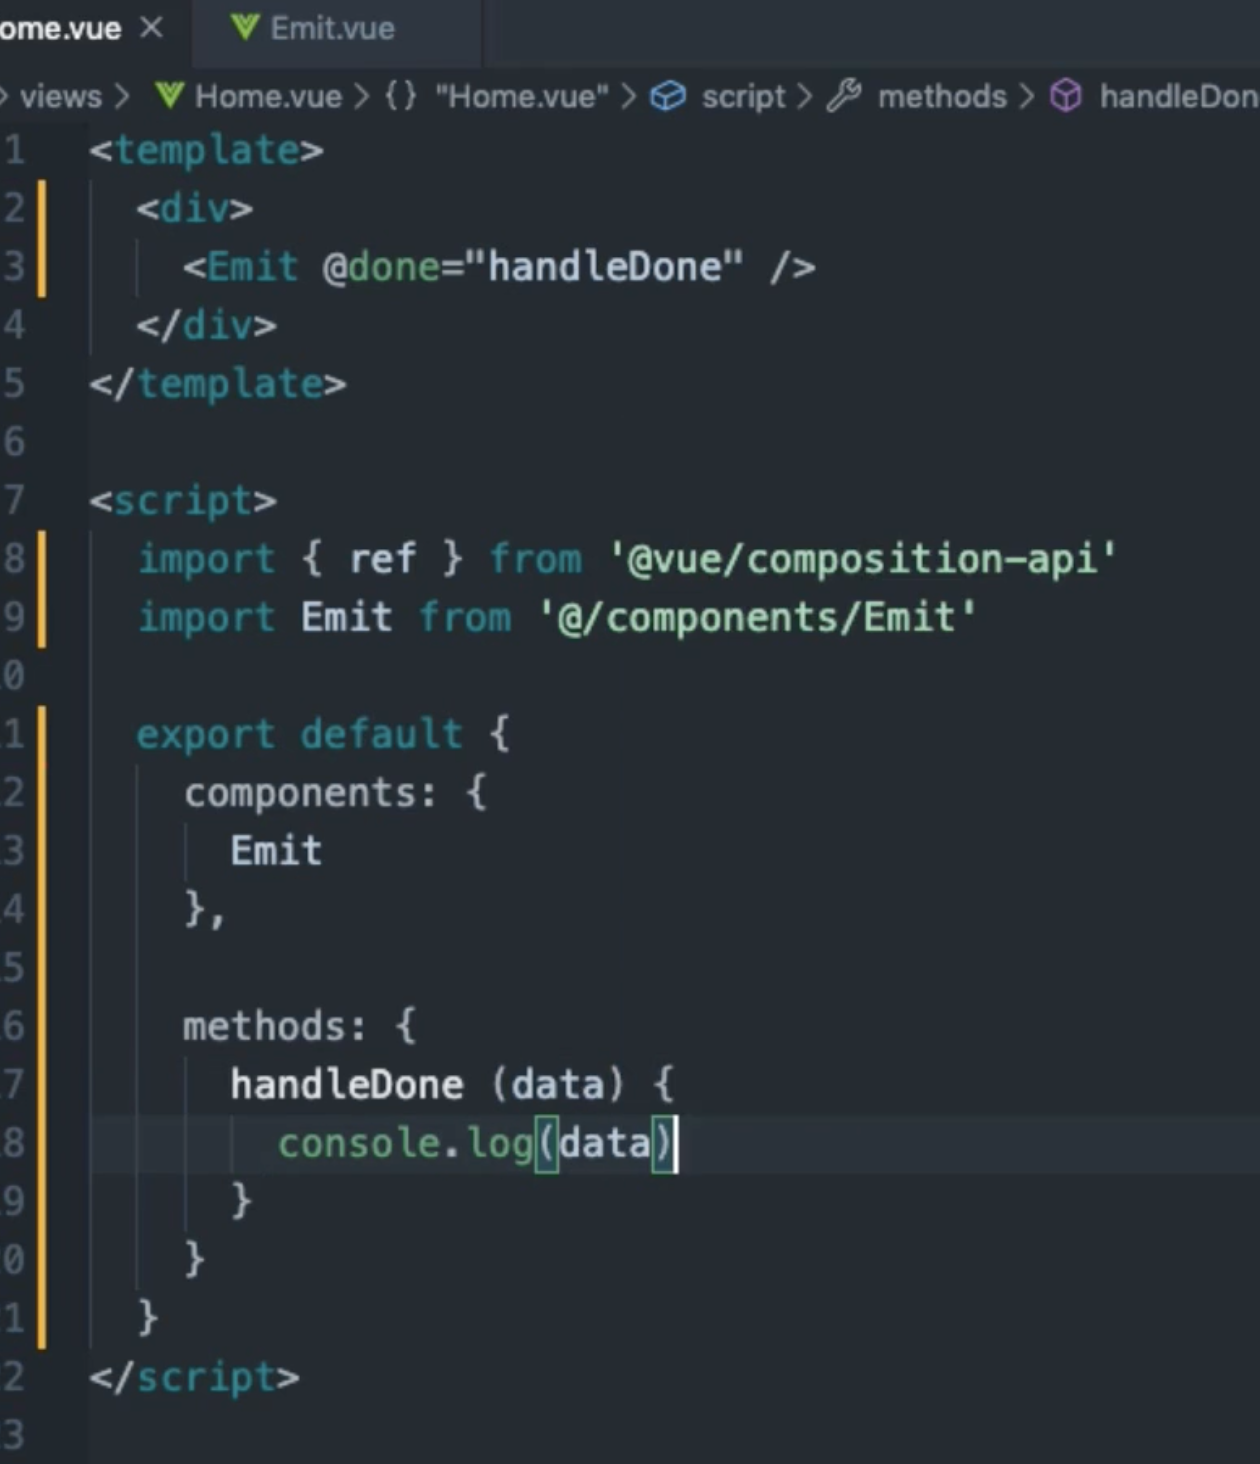 ome.vue × Emit.vue
> views > Home.vue > {} "Home.vue" > script > methods > handleDon
1 <template>
2   <div>
3     <Emit @done="handleDone" />
4   </div>
5 </template>
6
7 <script>
8   import { ref } from '@vue/composition-api'
9   import Emit from '@/components/Emit'
0
1   export default {
2     components: {
3       Emit
4     },
5
6     methods: {
7       handleDone (data) {
8         console.log(data)
9       }
0     }
1   }
2 </script>
3